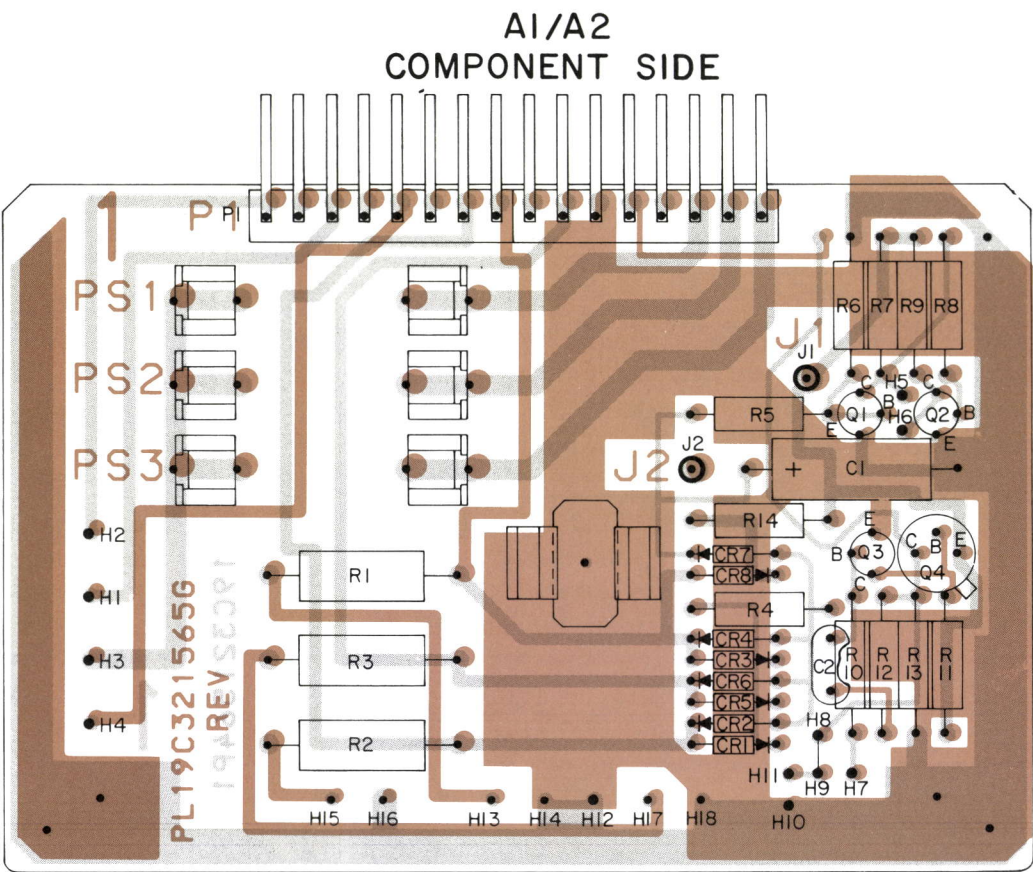 A1/A2
COMPONENT SIDE
1 P1 P1
PS1
PS2
PS3
R6 R7 R9 R8
J1
J1
C H5 C
R5 E Q1 B H6 Q2 B
E
J2 J2
+ C1
R14
E
CR7 B Q3 C B E
CR8 C Q4
H2
R1
H1
R4
CR4
H3 R3 CR3 C2 R10 R12 R13 R11
CR6
CR5
H4 CR2 H8
R2 CR1
H11 H9 H7
H15 H16 H13 H14 H12 H17 H18 H10
PL19C321565G
REV